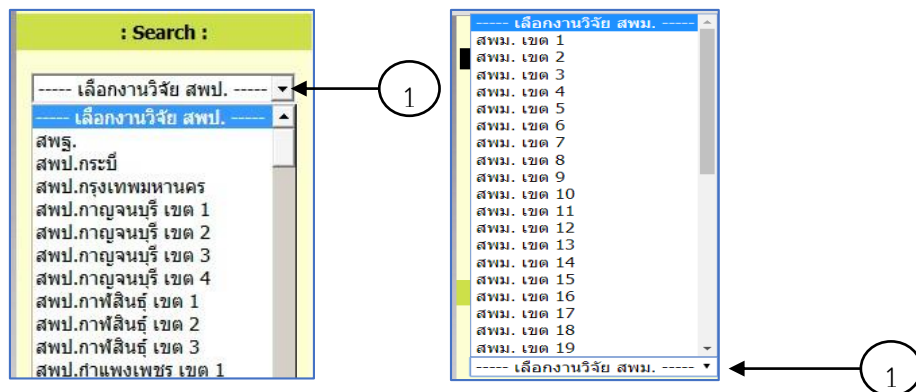 : Search :
----- เลือกงานวิจัย สพป. -----
----- เลือกงานวิจัย สพป. -----
สพฐ.
สพป.กระบี่
สพป.กรุงเทพมหานคร
สพป.กาญจนบุรี เขต 1
สพป.กาญจนบุรี เขต 2
สพป.กาญจนบุรี เขต 3
สพป.กาญจนบุรี เขต 4
สพป.กาฬสินธุ์ เขต 1
สพป.กาฬสินธุ์ เขต 2
สพป.กาฬสินธุ์ เขต 3
สพป.กำแพงเพชร เขต 1
1
----- เลือกงานวิจัย สพม. -----
สพม. เขต 1
สพม. เขต 2
สพม. เขต 3
สพม. เขต 4
สพม. เขต 5
สพม. เขต 6
สพม. เขต 7
สพม. เขต 8
สพม. เขต 9
สพม. เขต 10
สพม. เขต 11
สพม. เขต 12
สพม. เขต 13
สพม. เขต 14
สพม. เขต 15
สพม. เขต 16
สพม. เขต 17
สพม. เขต 18
สพม. เขต 19
----- เลือกงานวิจัย สพม. -----
1